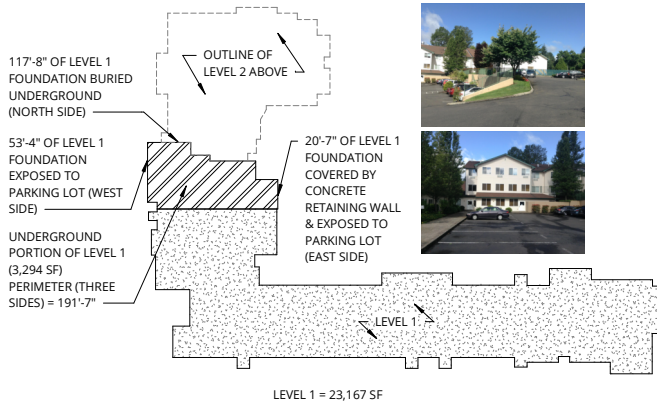 117'-8" OF LEVEL 1
FOUNDATION BURIED
UNDERGROUND
(NORTH SIDE)
53'-4" OF LEVEL 1
FOUNDATION
EXPOSED TO
PARKING LOT (WEST
SIDE)
UNDERGROUND
PORTION OF LEVEL 1
(3,294 SF)
PERIMETER (THREE
SIDES) = 191'-7"
OUTLINE OF
LEVEL 2 ABOVE
20'-7" OF LEVEL 1
FOUNDATION
COVERED BY
CONCRETE
RETAINING WALL
& EXPOSED TO
PARKING LOT
(EAST SIDE)
LEVEL 1
LEVEL 1 = 23,167 SF